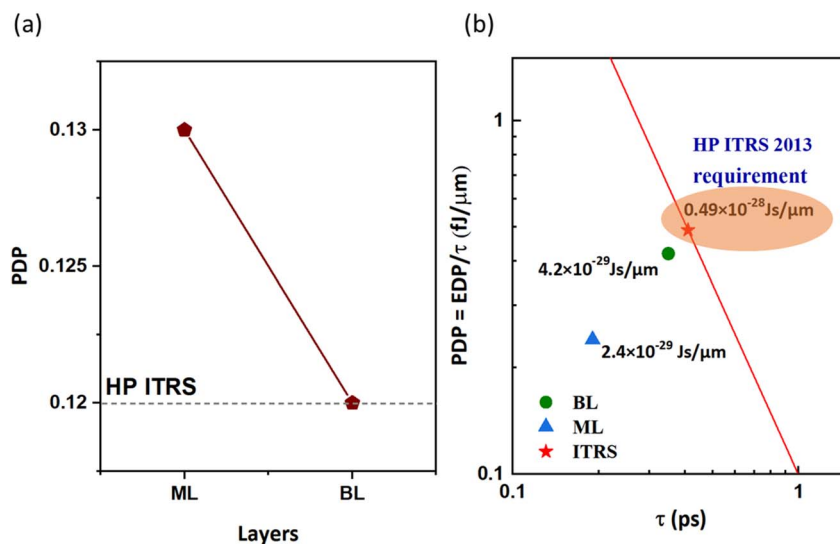 (a)
PDP
0.13
0.125
0.12
HP ITRS
ML
BL
Layers
(b)
PDP = EDP/τ (fJ/μm)
1
0.1
HP ITRS 2013
requirement
0.49×10⁻²⁸Js/μm
4.2×10⁻²⁹Js/μm
2.4×10⁻²⁹ Js/μm
BL
ML
ITRS
0.1
1
τ (ps)